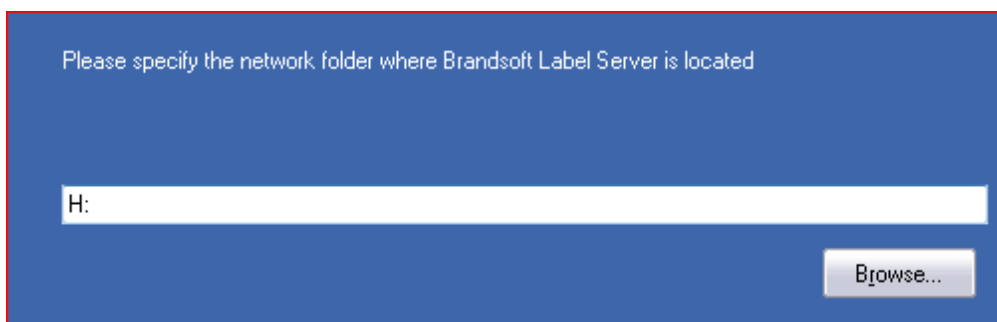 Please specify the network folder where Brandsoft Label Server is located
H:
Browse...